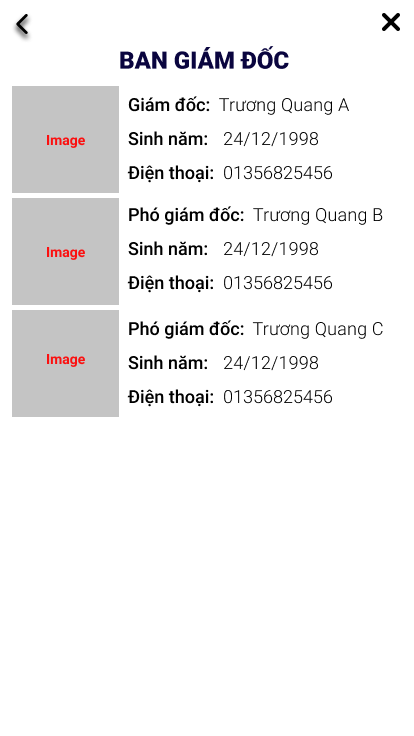 BAN GIÁM ĐỐC
Image
Giám đốc: Trương Quang A
Sinh năm: 24/12/1998
Điện thoại: 01356825456
Image
Phó giám đốc: Trương Quang B
Sinh năm: 24/12/1998
Điện thoại: 01356825456
Image
Phó giám đốc: Trương Quang C
Sinh năm: 24/12/1998
Điện thoại: 01356825456